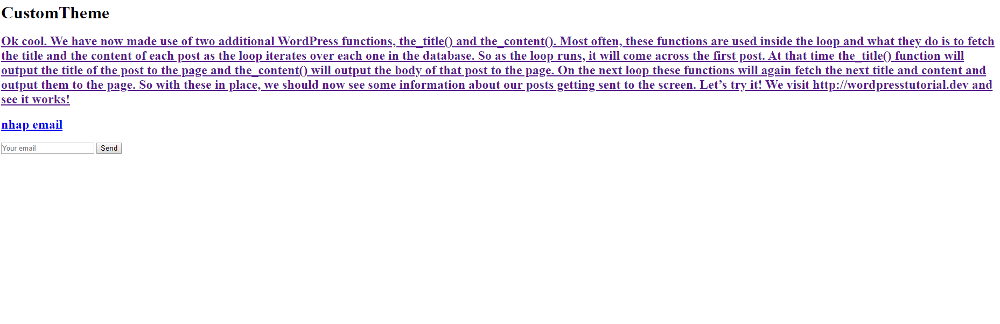 CustomTheme
Ok cool. We have now made use of two additional WordPress functions, the_title() and the_content(). Most often, these functions are used inside the loop and what they do is to fetch
the title and the content of each post as the loop iterates over each one in the database. So as the loop runs, it will come across the first post. At that time the_title() function will
output the title of the post to the page and the_content() will output the body of that post to the page. On the next loop these functions will again fetch the next title and content and
output them to the page. So with these in place, we should now see some information about our posts getting sent to the screen. Let’s try it! We visit http://wordpresstutorial.dev and
see it works!
nhap email
Your email Send